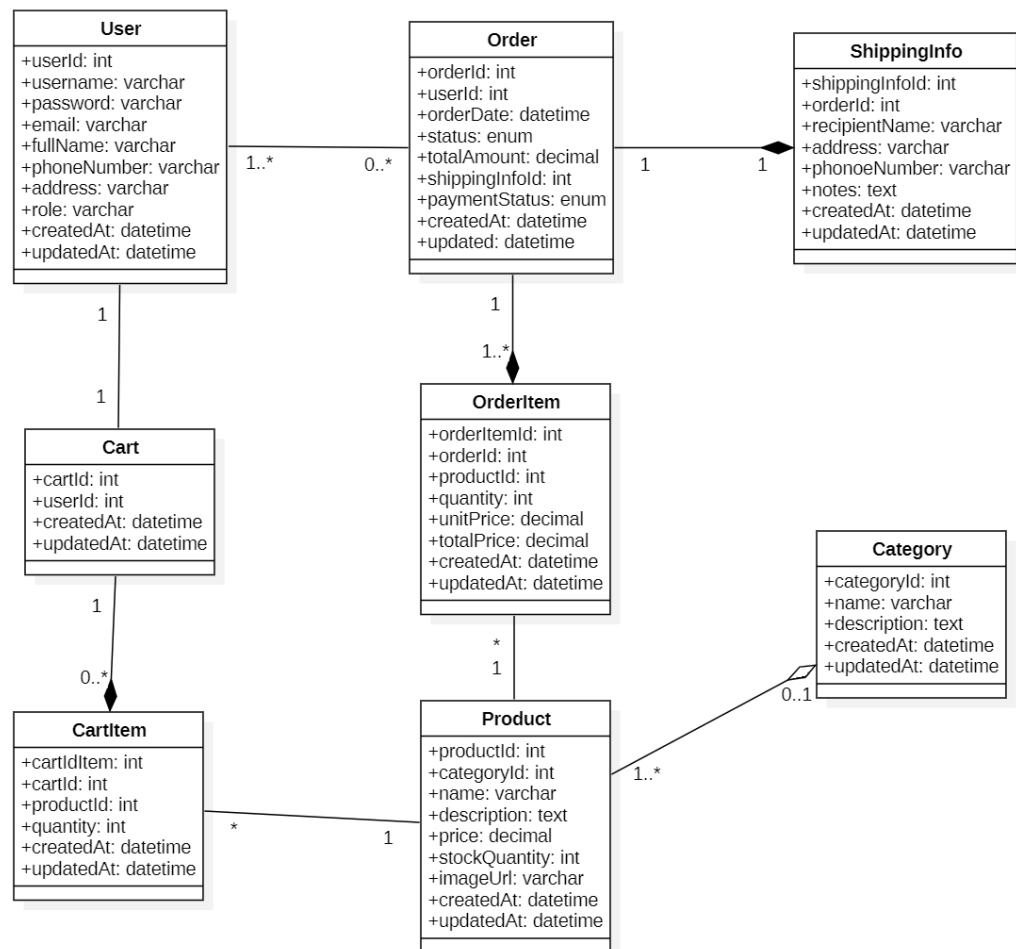 User
+userId: int
+username: varchar
+password: varchar
+email: varchar
+fullName: varchar
+phoneNumber: varchar
+address: varchar
+role: varchar
+createdAt: datetime
+updatedAt: datetime
1..*
0..*
Order
+orderId: int
+userId: int
+orderDate: datetime
+status: enum
+totalAmount: decimal
+shippingInfoId: int
+paymentStatus: enum
+createdAt: datetime
+updated: datetime
1
1
ShippingInfo
+shippingInfoId: int
+orderId: int
+recipientName: varchar
+address: varchar
+phonoeNumber: varchar
+notes: text
+createdAt: datetime
+updatedAt: datetime
1
1
Cart
+cartId: int
+userId: int
+createdAt: datetime
+updatedAt: datetime
1
0..*
1
1..*
OrderItem
+orderItemId: int
+orderId: int
+productId: int
+quantity: int
+unitPrice: decimal
+totalPrice: decimal
+createdAt: datetime
+updatedAt: datetime
*
1
Category
+categoryId: int
+name: varchar
+description: text
+createdAt: datetime
+updatedAt: datetime
0..1
1..*
CartItem
+cartIdItem: int
+cartId: int
+productId: int
+quantity: int
+createdAt: datetime
+updatedAt: datetime
*
1
Product
+productId: int
+categoryId: int
+name: varchar
+description: text
+price: decimal
+stockQuantity: int
+imageUrl: varchar
+createdAt: datetime
+updatedAt: datetime